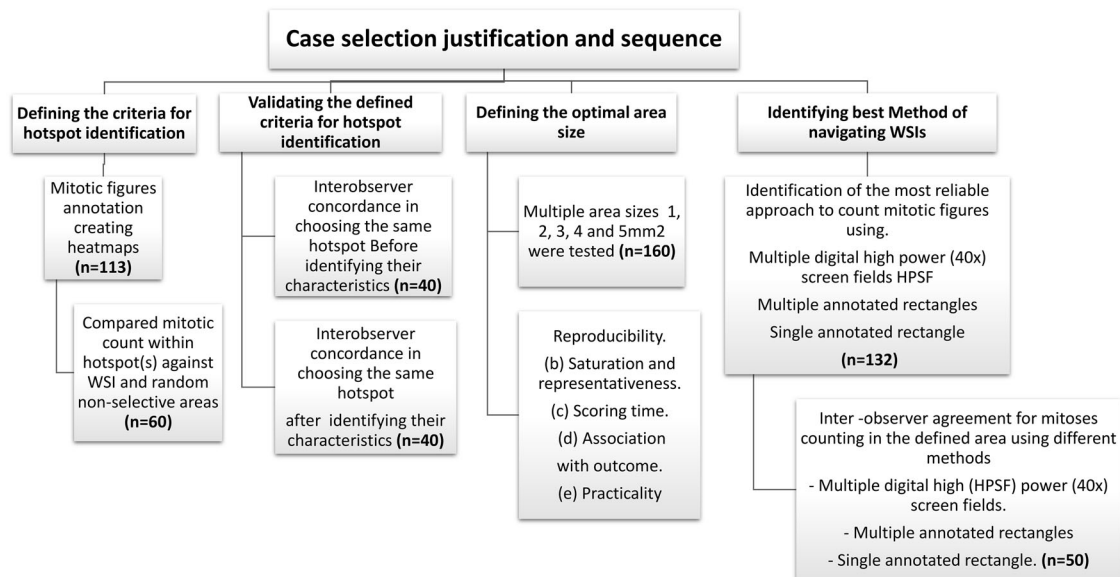 Case selection justification and sequence
Defining the criteria for
hotspot identification
Mitotic figures
annotation
creating heatmaps
(n=113)
Compared mitotic
count within
hotspot(s) against
WSI and random
non-selective areas
(n=60)
Validating the defined
criteria for hotspot
identification
Interobserver
concordance in
choosing the same
hotspot Before
identifying their
characteristics (n=40)
Interobserver
concordance in
choosing the same
hotspot
after identifying their
characteristics (n=40)
Defining the optimal area
size
Multiple area sizes 1,
2, 3, 4 and 5mm2
were tested (n=160)
Reproducibility.
(b) Saturation and
representativeness.
(c) Scoring time.
(d) Association
with outcome.
(e) Practicality
Identifying best Method of
navigating WSIs
Identification of the most reliable
approach to count mitotic figures
using.
Multiple digital high power (40x)
screen fields HPSF
Multiple annotated rectangles
Single annotated rectangle
(n=132)
Inter -observer agreement for mitoses
counting in the defined area using different
methods
- Multiple digital high (HPSF) power (40x)
screen fields.
- Multiple annotated rectangles
- Single annotated rectangle. (n=50)